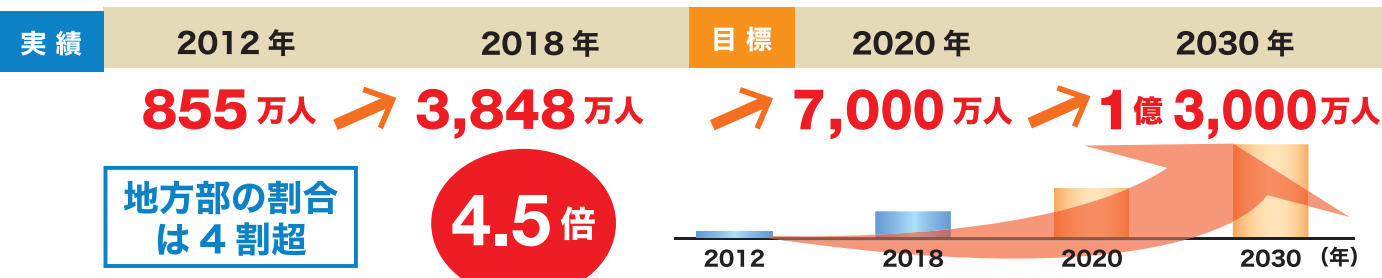 実績 2012年 2018年 目標 2020年 2030年
855万人 3,848万人 7,000万人 1億3,000万人
地方部の割合
は4割超
4.5倍
2012 2018 2020 2030 (年)